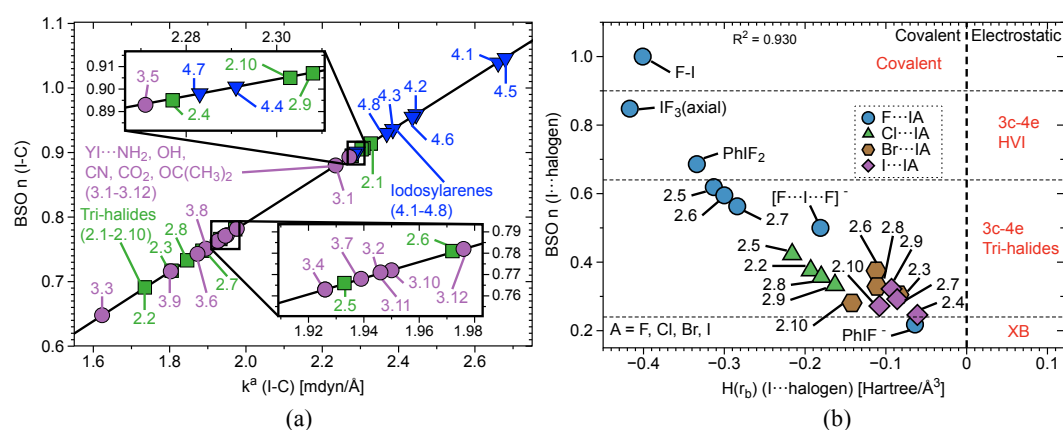 2.28 2.30
1.1
1.0
0.9
0.8
0.7
0.6
BSO n (I-C)
0.91
0.90
0.89
3.5
2.4
4.7
4.4
2.10
2.9
4.1
4.5
4.2
4.3
4.8
4.6
2.1
3.1
YI···NH₂, OH,
CN, CO₂, OC(CH₃)₂
(3.1-3.12)
Iodosylarenes
(4.1-4.8)
Tri-halides
(2.1-2.10)
3.8
2.8
2.3
3.3
2.2
3.9
3.6
2.7
3.4
3.7
3.2
2.6
2.5
3.11
3.10
3.12
0.79
0.78
0.77
0.76
1.92 1.94 1.96 1.98
1.6 1.8 2.0 2.2 2.4 2.6
kᵃ (I-C) [mdyn/Å]
(a)
R² = 0.930
Covalent Electrostatic
Covalent
1.0
0.8
0.6
0.4
0.2
BSO n (I···halogen)
F-I
IF₃(axial)
PhIF₂
2.5
2.6
2.7
[F···I···F]⁻
F···IA
Cl···IA
Br···IA
I···IA
3c-4e
HVI
3c-4e
Tri-halides
XB
2.5
2.2
2.8
2.9
2.10
2.6
2.8
2.9
2.3
2.7
2.4
2.10
PhIF
A = F, Cl, Br, I
−0.4 −0.3 −0.2 −0.1 0.0 0.1
H(r_b) (I···halogen) [Hartree/Å³]
(b)